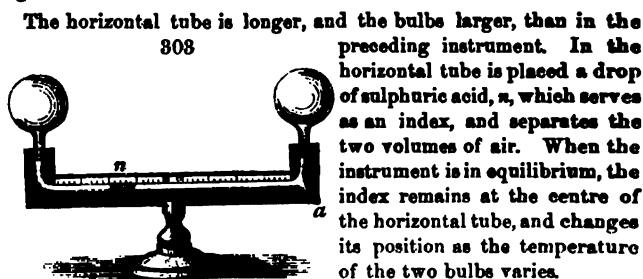 The horizontal tube is longer, and the bulbs larger, than in the
303
preceding instrument. In the
horizontal tube is placed a drop
of sulphuric acid, n, which serves
as an index, and separates the
two volumes of air. When the
instrument is in equilibrium, the
index remains at the centre of
the horizontal tube, and changes
its position as the temperature
of the two bulbs varies.
n
a